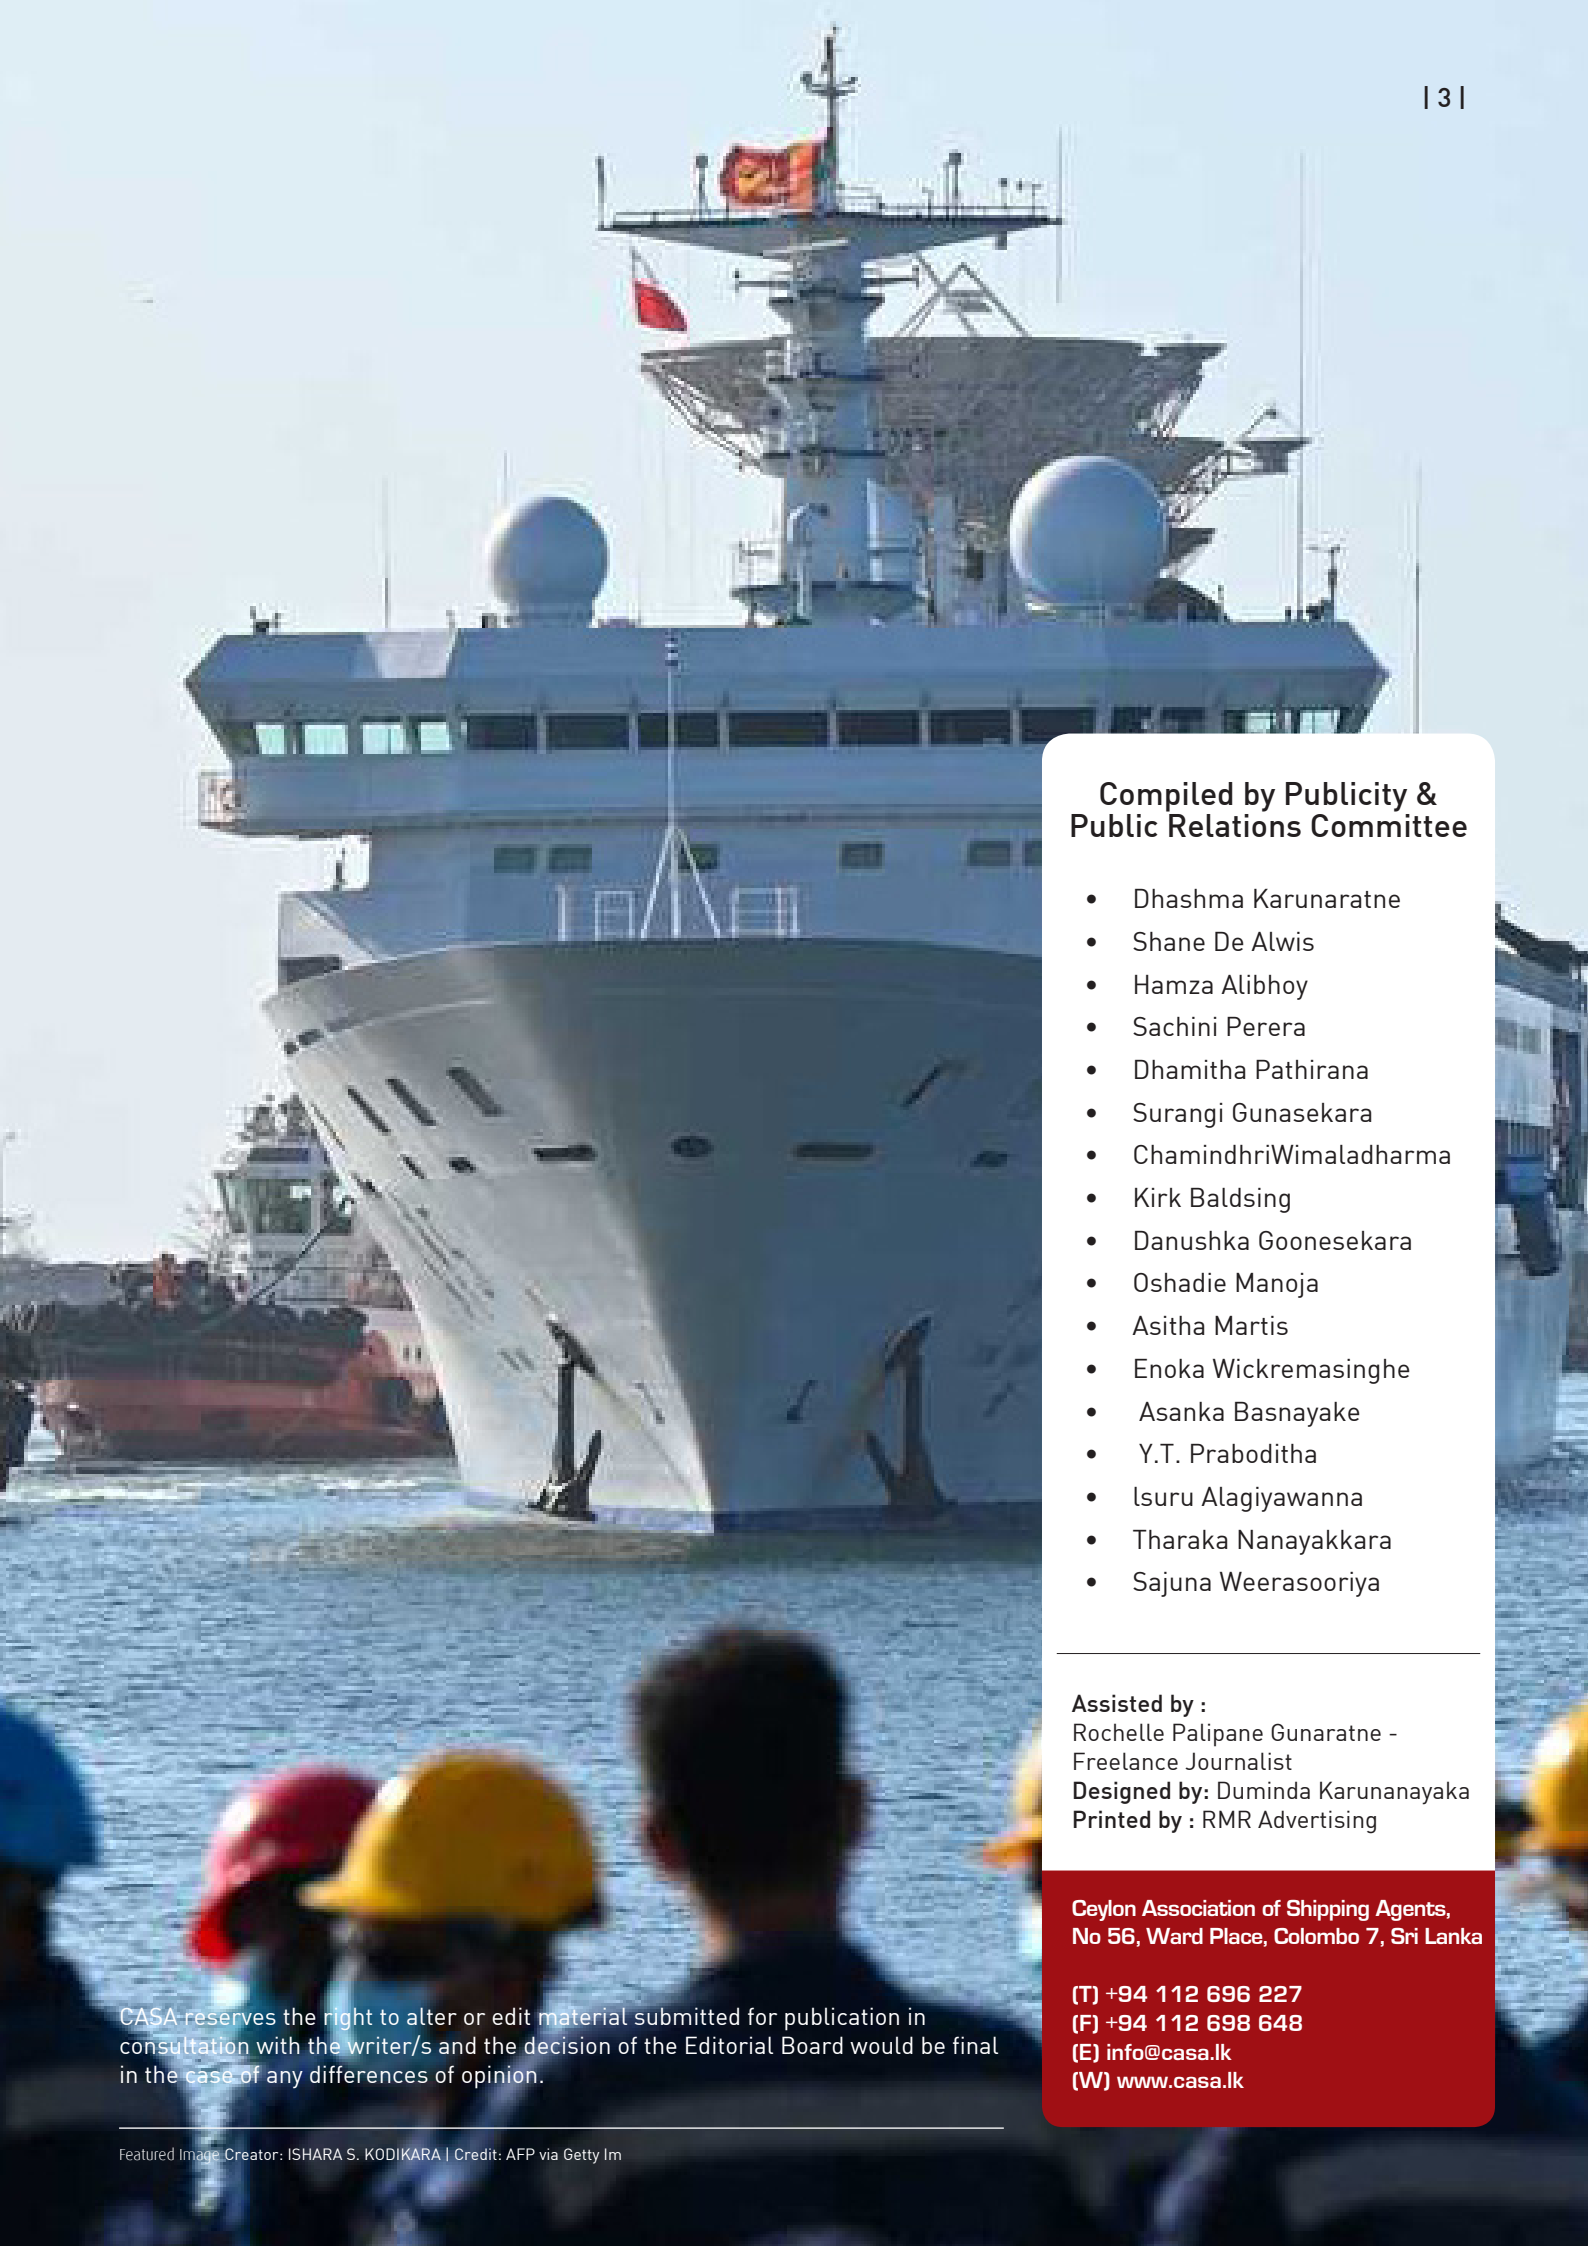 | 3 |
Compiled by Publicity &
Public Relations Committee
• Dhashma Karunaratne
• Shane De Alwis
• Hamza Alibhoy
• Sachini Perera
• Dhamitha Pathirana
• Surangi Gunasekara
• ChamindhriWimaladharma
• Kirk Baldsing
• Danushka Goonesekara
• Oshadie Manoja
• Asitha Martis
• Enoka Wickremasinghe
• Asanka Basnayake
• Y.T. Praboditha
• Isuru Alagiyawanna
• Tharaka Nanayakkara
• Sajuna Weerasooriya
Assisted by :
Rochelle Palipane Gunaratne -
Freelance Journalist
Designed by: Duminda Karunanayaka
Printed by : RMR Advertising
Ceylon Association of Shipping Agents,
No 56, Ward Place, Colombo 7, Sri Lanka
(T) +94 112 696 227
(F) +94 112 698 648
(E) info@casa.lk
(W) www.casa.lk
CASA reserves the right to alter or edit material submitted for publication in
consultation with the writer/s and the decision of the Editorial Board would be final
in the case of any differences of opinion.
Featured Image Creator: ISHARA S. KODIKARA | Credit: AFP via Getty Im